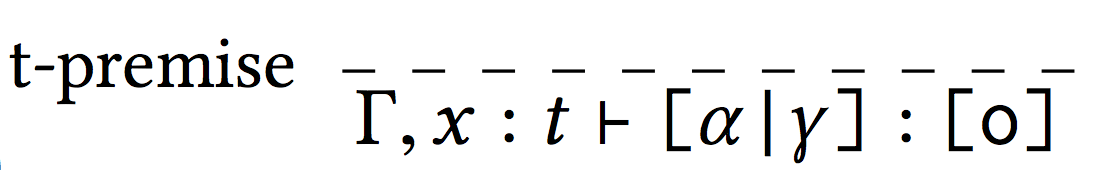 t-premise
Γ, x : t ⊢ [α|γ] : [o]